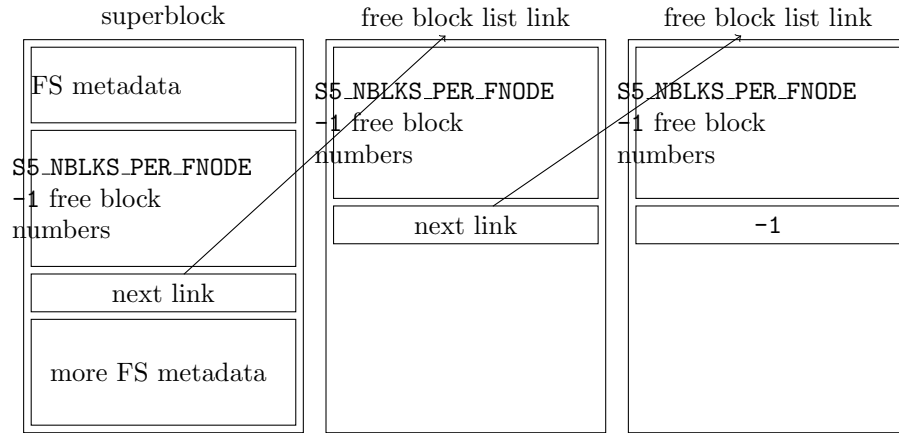 superblock
FS metadata
S5_NBLKS_PER_FNODE
-1 free block
numbers
next link
more FS metadata
free block list link
S5_NBLKS_PER_FNODE
-1 free block
numbers
next link
free block list link
S5_NBLKS_PER_FNODE
-1 free block
numbers
-1